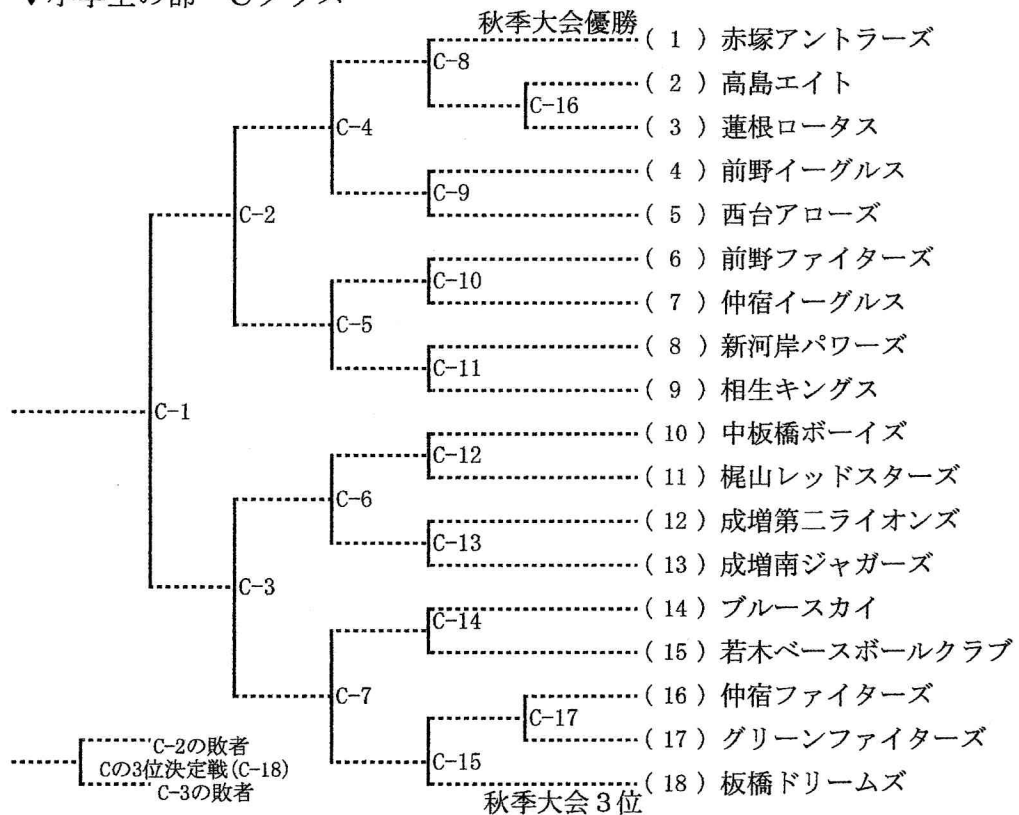 秋季大会優勝
( 1 ) 赤塚アントラーズ
C-8
( 2 ) 高島エイト
C-16
C-4
( 3 ) 蓮根ロータス
( 4 ) 前野イーグルス
C-9
C-2
( 5 ) 西台アローズ
( 6 ) 前野ファイターズ
C-10
( 7 ) 仲宿イーグルス
C-5
( 8 ) 新河岸パワーズ
C-11
( 9 ) 相生キングス
C-1
(10) 中板橋ボーイズ
C-12
(11) 梶山レッドスターズ
C-6
(12) 成増第二ライオンズ
C-13
(13) 成増南ジャガーズ
C-3
(14) ブルースカイ
C-14
(15) 若木ベースボールクラブ
C-7
(16) 仲宿ファイターズ
C-17
(17) グリーンファイターズ
C-15
(18) 板橋ドリームズ
秋季大会3位
C-2の敗者
Cの3位決定戦(C-18)
C-3の敗者